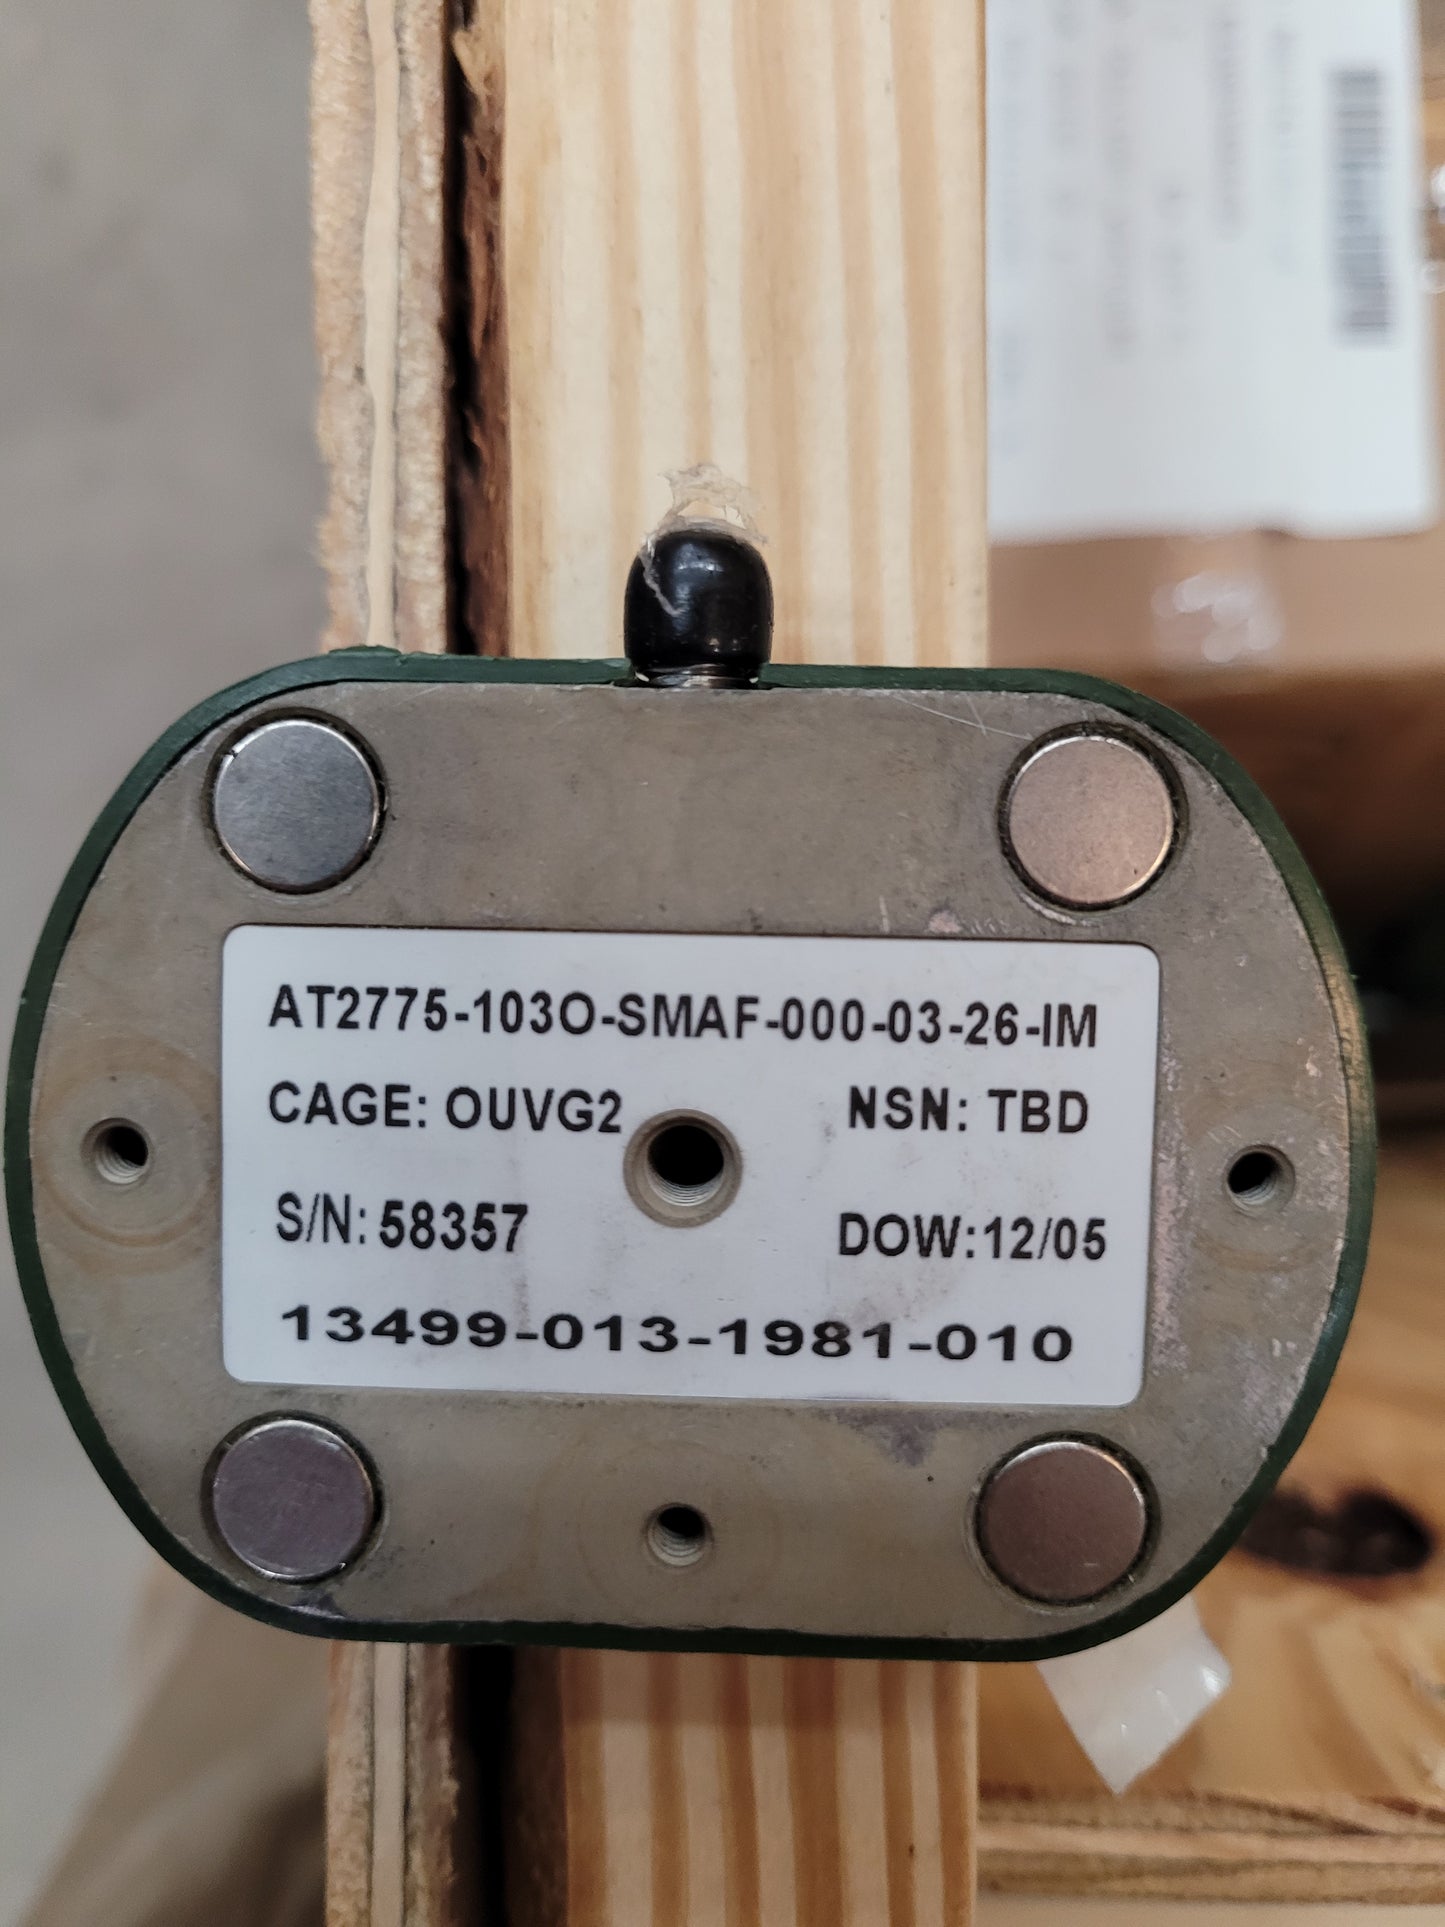 AT2775-103O-SMAF-000-03-26-IM
CAGE: OUVG2 NSN: TBD
S/N: 58357 DOW:12/05
13499-013-1981-010